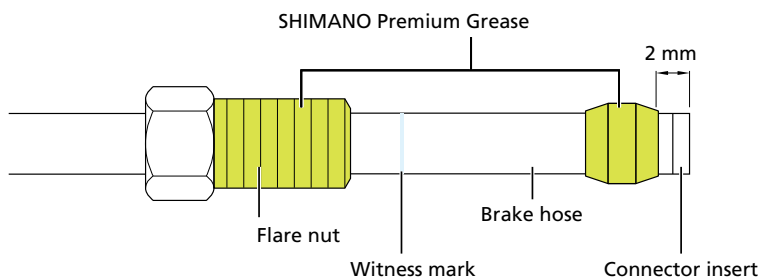 SHIMANO Premium Grease
2 mm
Brake hose
Flare nut
Witness mark
Connector insert